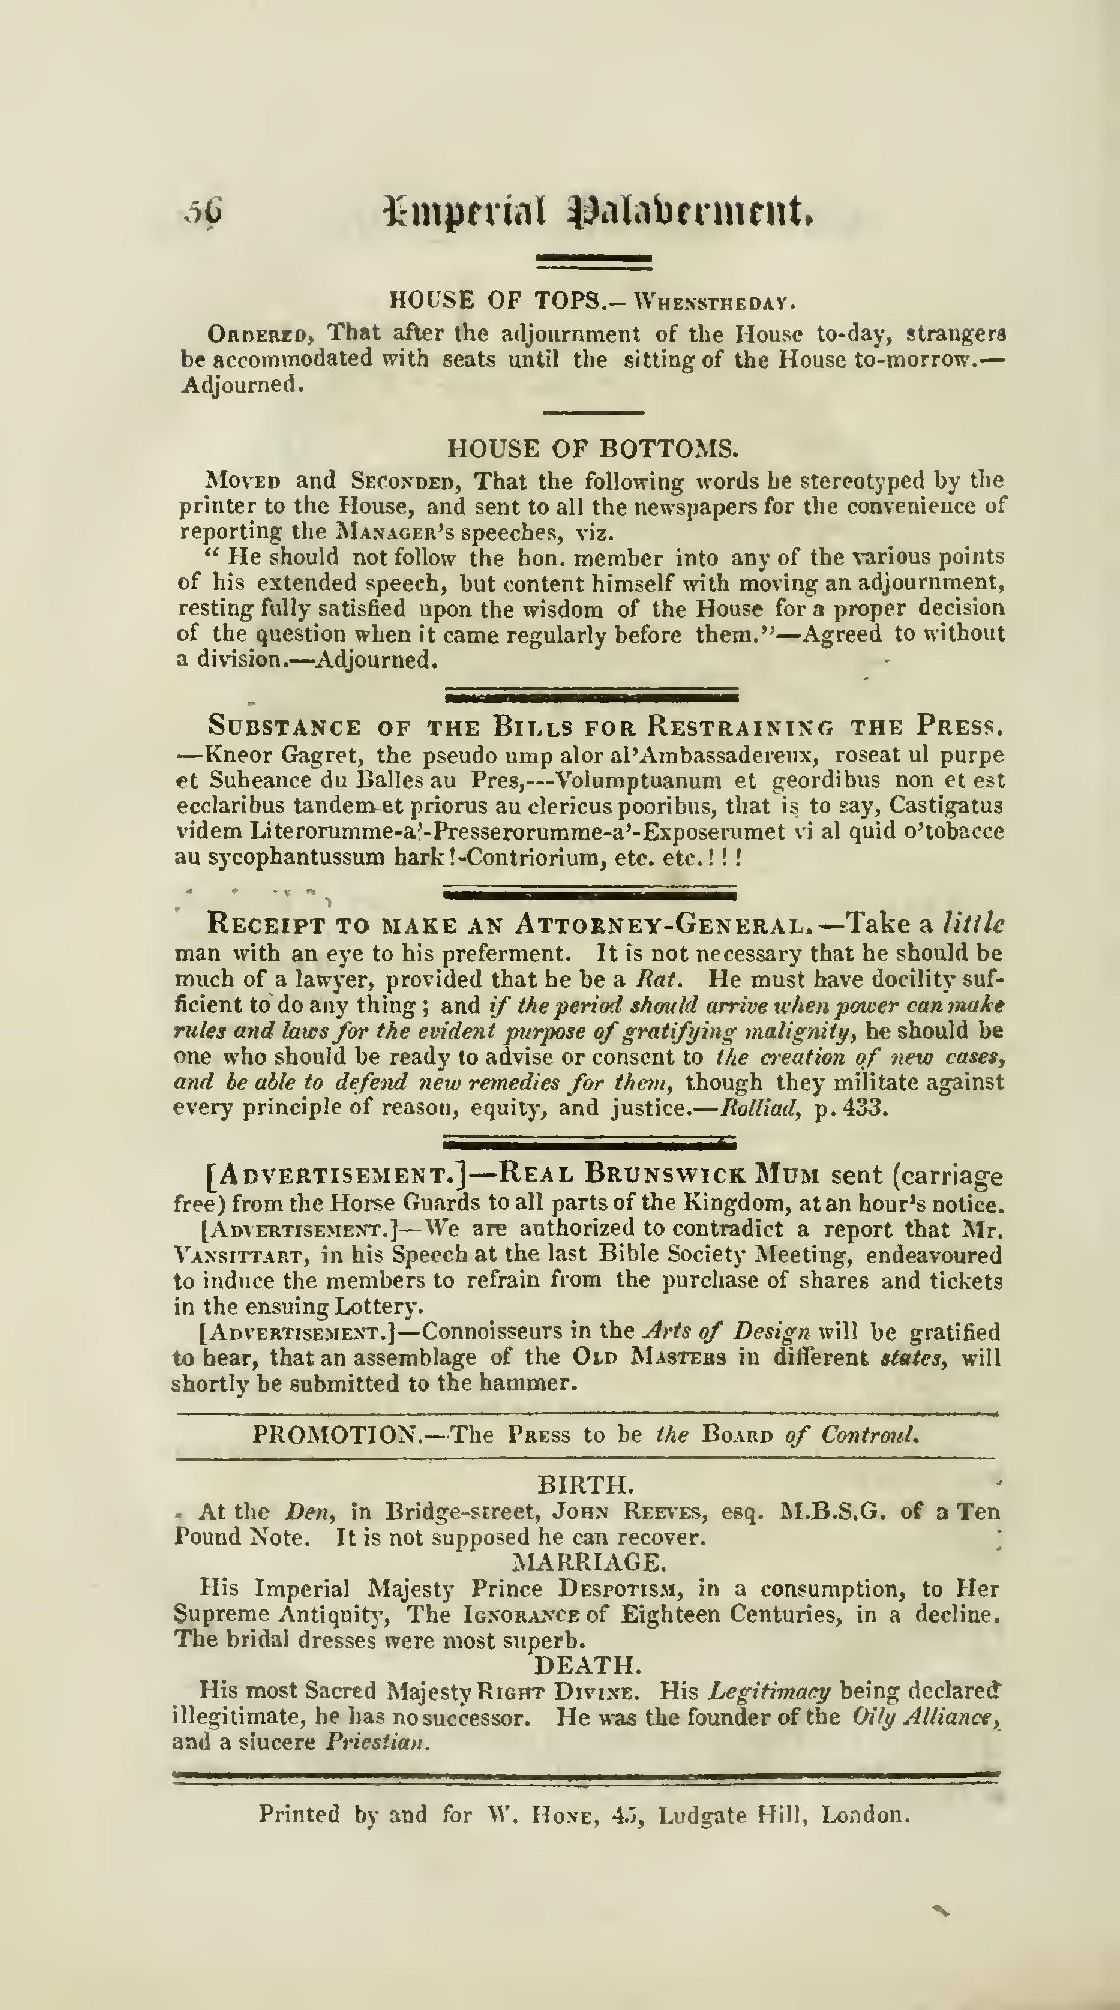 56 Imperial Palaverment.
HOUSE OF TOPS.—WHENSTHEDAY.
ORDERED, That after the adjournment of the House to-day, strangers
be accommodated with seats until the sitting of the House to-morrow.—
Adjourned.
HOUSE OF BOTTOMS.
MOVED and SECONDED, That the following words be stereotyped by the
printer to the House, and sent to all the newspapers for the convenience of
reporting the MANAGER's speeches, viz.
“ He should not follow the hon. member into any of the various points
of his extended speech, but content himself with moving an adjournment,
resting fully satisfied upon the wisdom of the House for a proper decision
of the question when it came regularly before them.”—Agreed to without
a division.—Adjourned.
SUBSTANCE OF THE BILLS FOR RESTRAINING THE PRESS.
—Kneor Gagret, the pseudo ump alor al'Ambassadereux, roseat ul purpe
et Suheance du Balles au Pres,---Volumptuanum et geordibus non et est
ecclaribus tandem et priorus au clericus pooribus, that is to say, Castigatus
videm Literorumme-a'-Presserorumme-a'-Exposerumet vi al quid o'tobacce
au sycophantussum hark!-Contriorium, etc. etc.! ! !
RECEIPT TO MAKE AN ATTORNEY-GENERAL.—Take a little
man with an eye to his preferment. It is not necessary that he should be
much of a lawyer, provided that he be a Rat. He must have docility suf-
ficient to do any thing; and if the period should arrive when power can make
rules and laws for the evident purpose of gratifying malignity, he should be
one who should be ready to advise or consent to the creation of new cases,
and be able to defend new remedies for them, though they militate against
every principle of reason, equity, and justice.—Rolliad, p. 433.
[ADVERTISEMENT.]—REAL BRUNSWICK MUM sent (carriage
free) from the Horse Guards to all parts of the Kingdom, at an hour's notice.
[ADVERTISEMENT.]—We are authorized to contradict a report that Mr.
VANSITTART, in his Speech at the last Bible Society Meeting, endeavoured
to induce the members to refrain from the purchase of shares and tickets
in the ensuing Lottery.
[ADVERTISEMENT.]—Connoisseurs in the Arts of Design will be gratified
to hear, that an assemblage of the OLD MASTERS in different states, will
shortly be submitted to the hammer.
PROMOTION.—The PRESS to be the BOARD of Controul.
BIRTH.
At the Den, in Bridge-street, JOHN REEVES, esq. M.B.S.G. of a Ten
Pound Note. It is not supposed he can recover.
MARRIAGE.
His Imperial Majesty Prince DESPOTISM, in a consumption, to Her
Supreme Antiquity, The IGNORANCE of Eighteen Centuries, in a decline.
The bridal dresses were most superb.
DEATH.
His most Sacred Majesty RIGHT DIVINE. His Legitimacy being declared
illegitimate, he has no successor. He was the founder of the Oily Alliance,
and a sincere Priestian.
Printed by and for W. HONE, 45, Ludgate Hill, London.